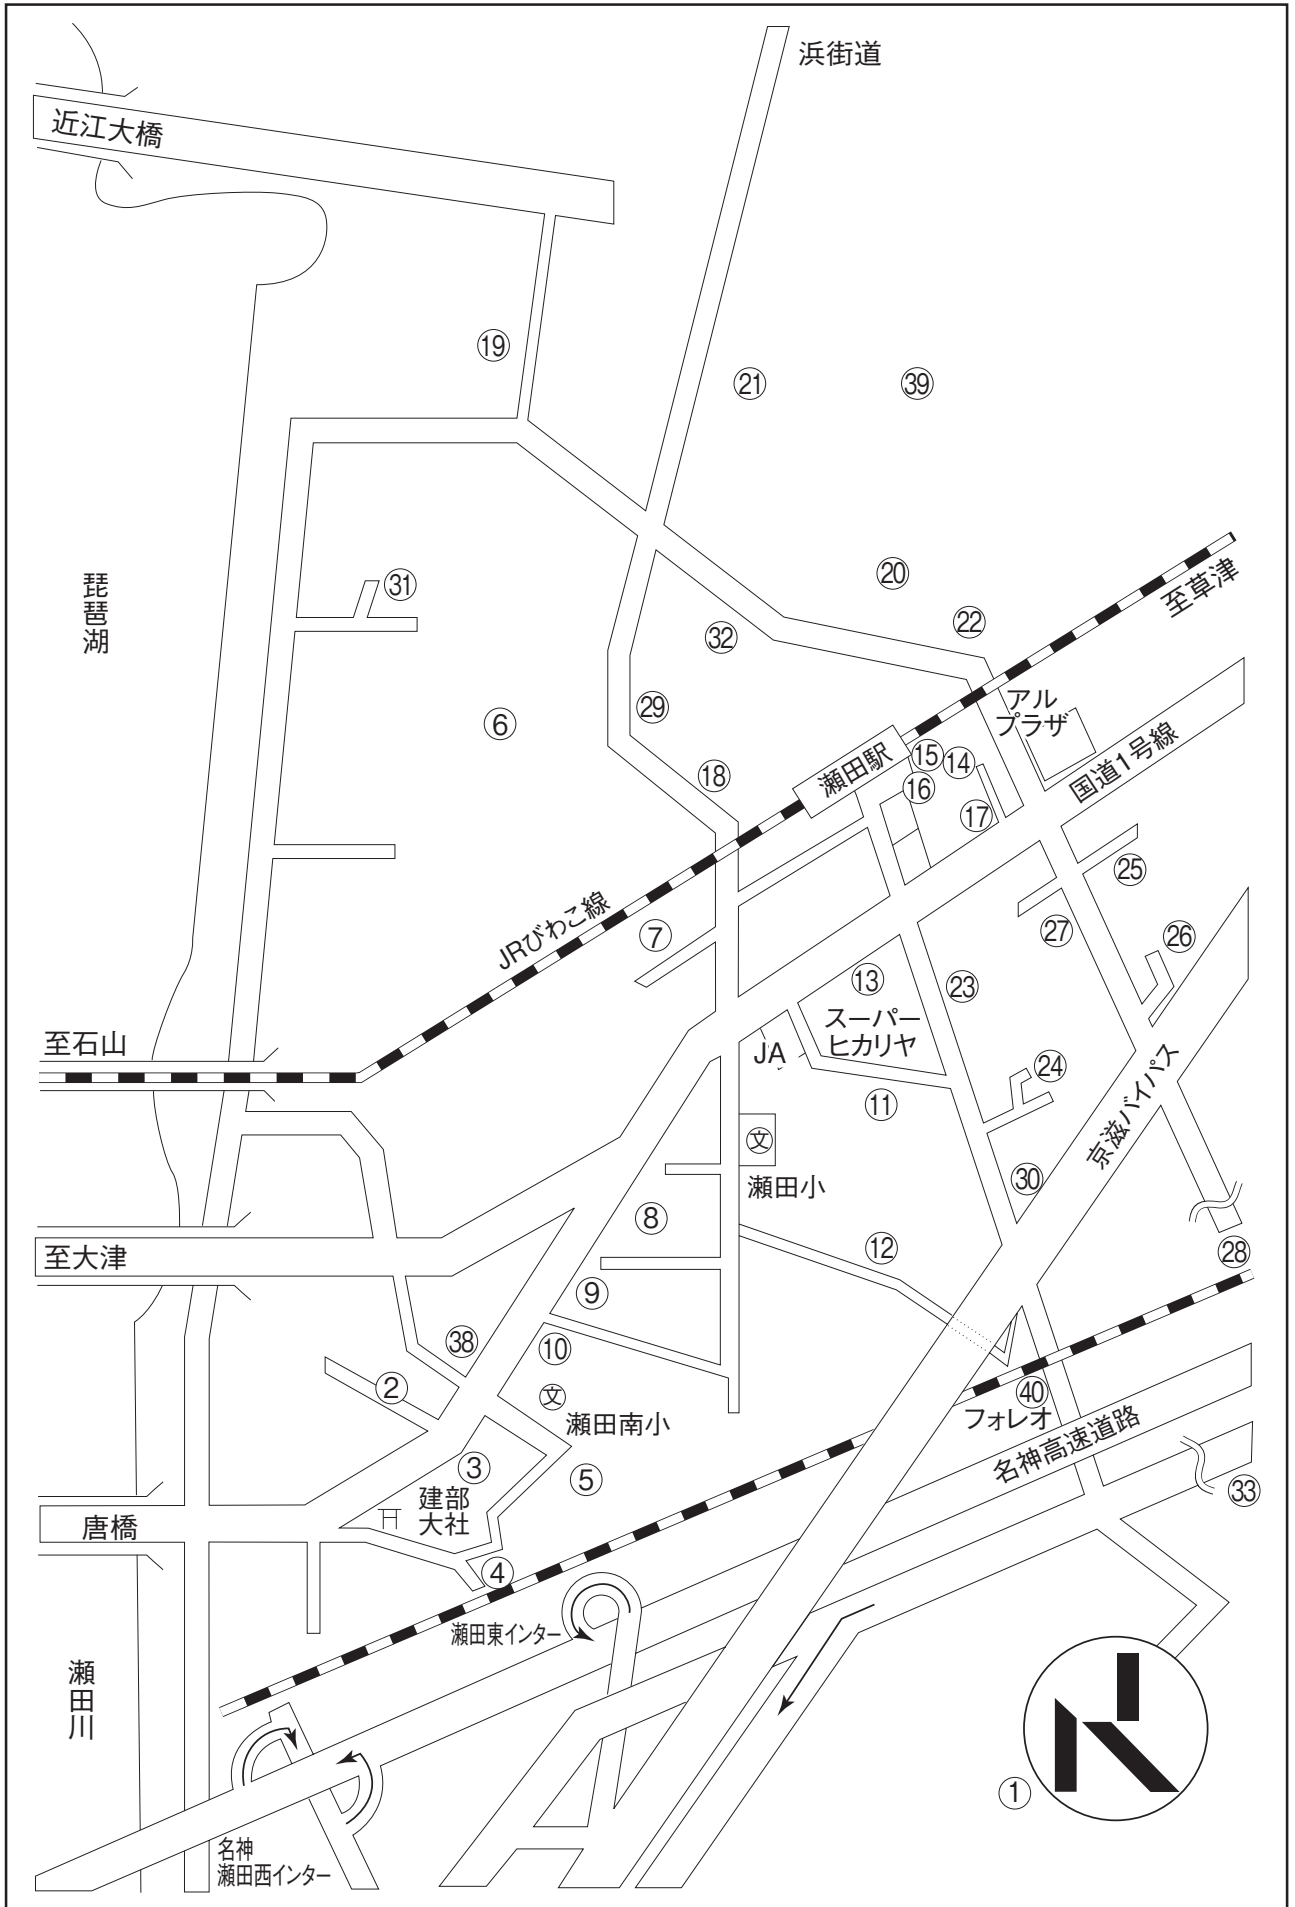 浜街道
近江大橋
⑲
㉑
㊴
琵琶湖
㉛
⑳
至草津
㉒
㉜
アル
プラザ
㉙
⑥
国道1号線
瀬田駅
⑮
⑭
⑱
⑯
⑰
㉕
JRびわこ線
⑦
㉗
㉖
⑬
㉓
スーパー
ヒカリヤ
至石山
JA
㉔
⑪
京滋バイパス
文
瀬田小
㉚
⑧
⑫
至大津
㉘
⑨
㊳
⑩
②
文
瀬田南小
㊵
フォレオ
名神高速道路
③
⑤
㉝
建部
大社
唐橋
④
瀬田東インター
瀬田川
①
名神
瀬田西インター